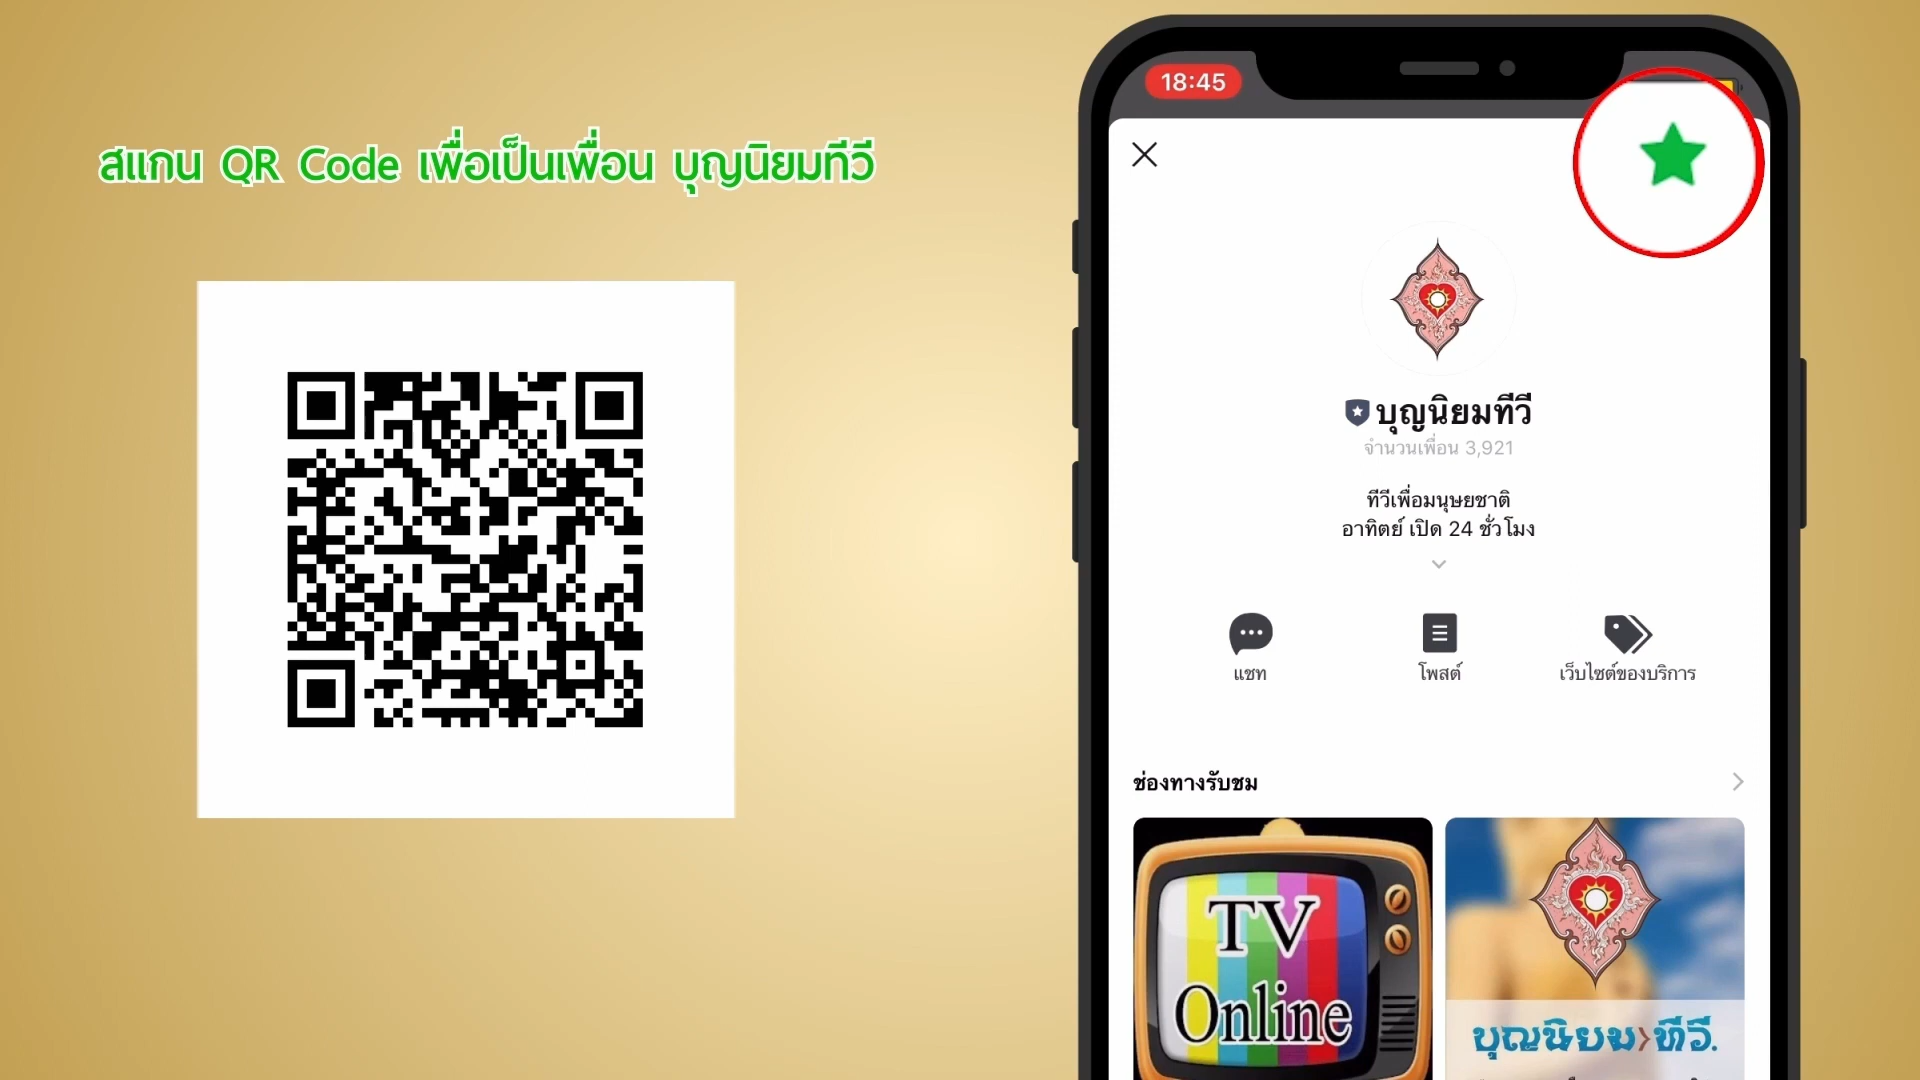 สแกน QR Code เพื่อเป็นเพื่อน บุญนิยมทีวี
18:45
บุญนิยมทีวี
จำนวนเพื่อน 3,921
ทีวีเพื่อมนุษยชาติ
อาทิตย์ เปิด 24 ชั่วโมง
แชท
โพสต์
เว็บไซต์ของบริการ
ช่องทางรับชม
TV
Online
บุญนิยม ทีวี.